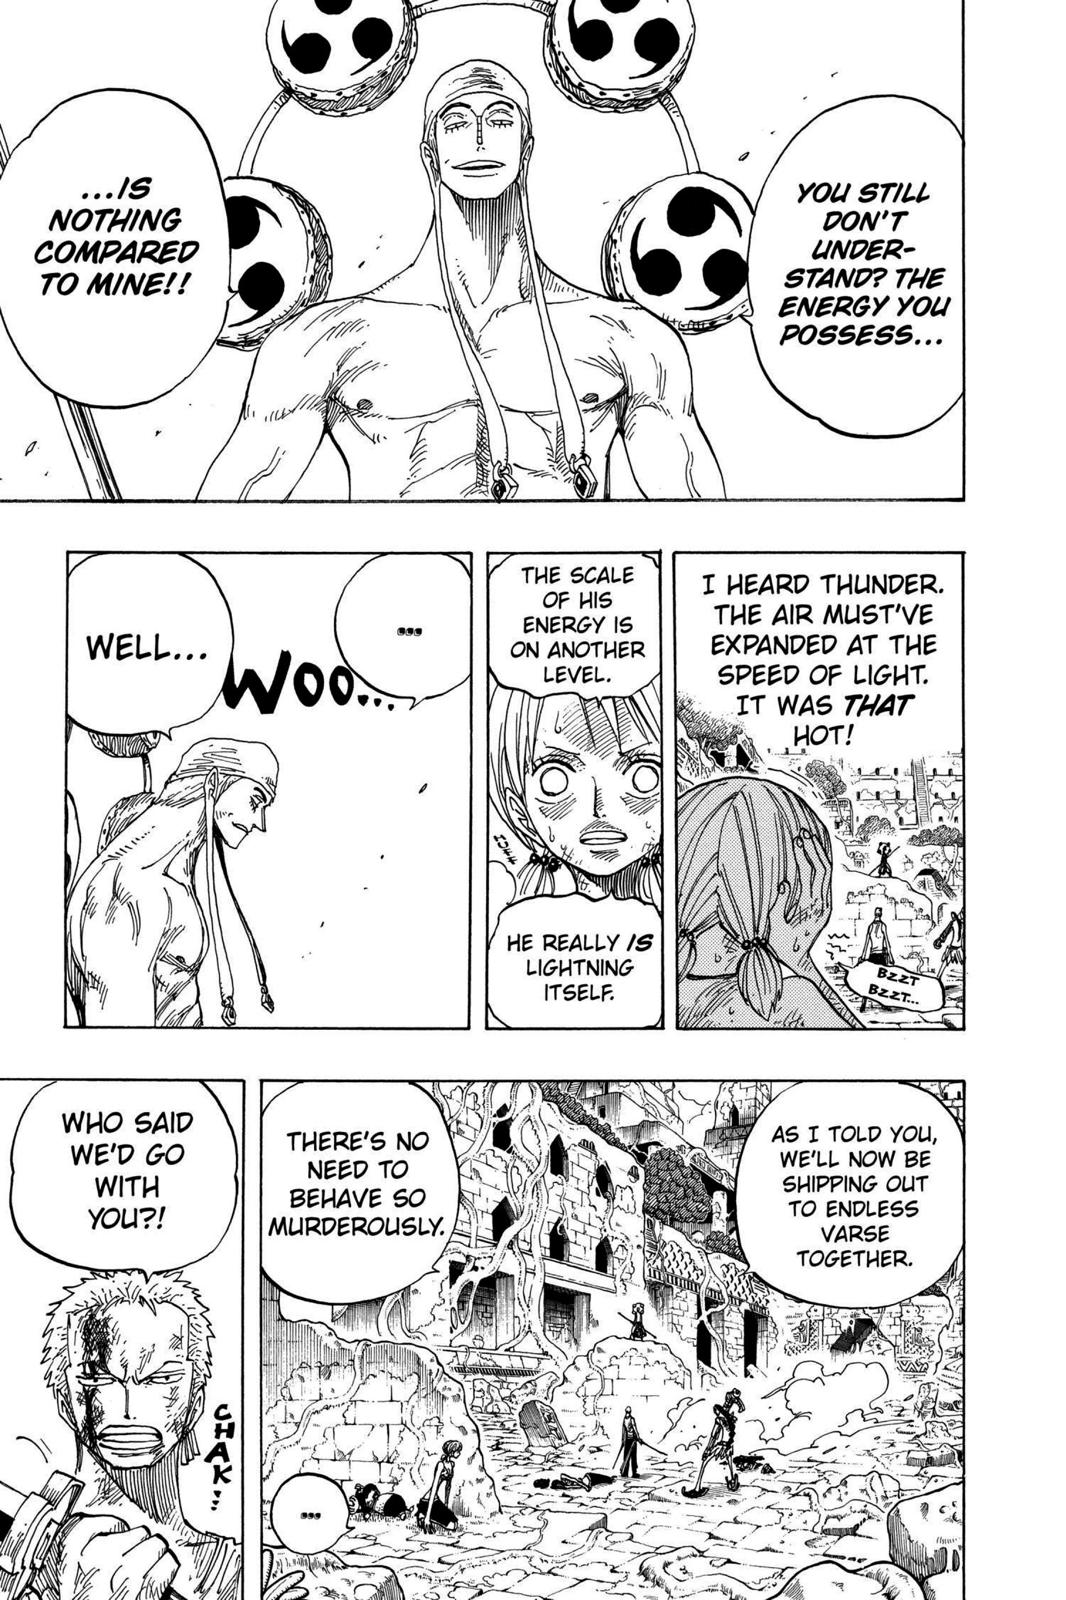 YOU STILL
DON'T
UNDER-
STAND? THE
ENERGY YOU
POSSESS...
...IS
NOTHING
COMPARED
TO MINE!!
I HEARD THUNDER.
THE AIR MUST'VE
EXPANDED AT THE
SPEED OF LIGHT.
IT WAS THAT
HOT!
BZZT
BZZT...
THE SCALE
OF HIS
ENERGY IS
ON ANOTHER
LEVEL.
HE REALLY IS
LIGHTNING
ITSELF.
...
WOO...
WELL...
AS I TOLD YOU,
WE'LL NOW BE
SHIPPING OUT
TO ENDLESS
VARSE
TOGETHER.
THERE'S NO
NEED TO
BEHAVE SO
MURDEROUSLY.
...
WHO SAID
WE'D GO
WITH
YOU?!
CHAK...